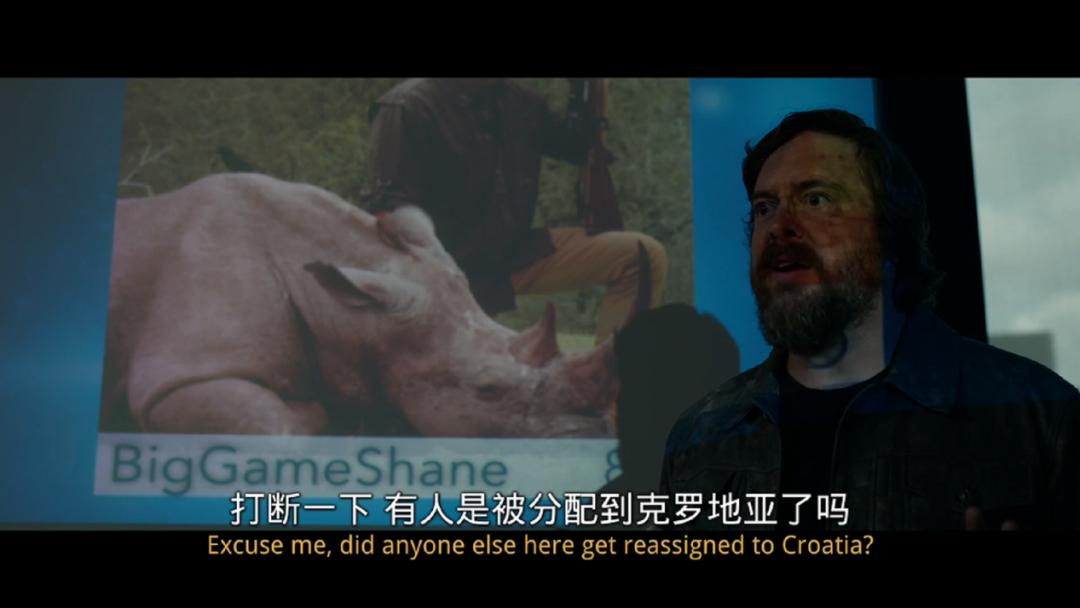 BigGameShane 8
打断一下 有人是被分配到克罗地亚了吗
Excuse me, did anyone else here get reassigned to Croatia?